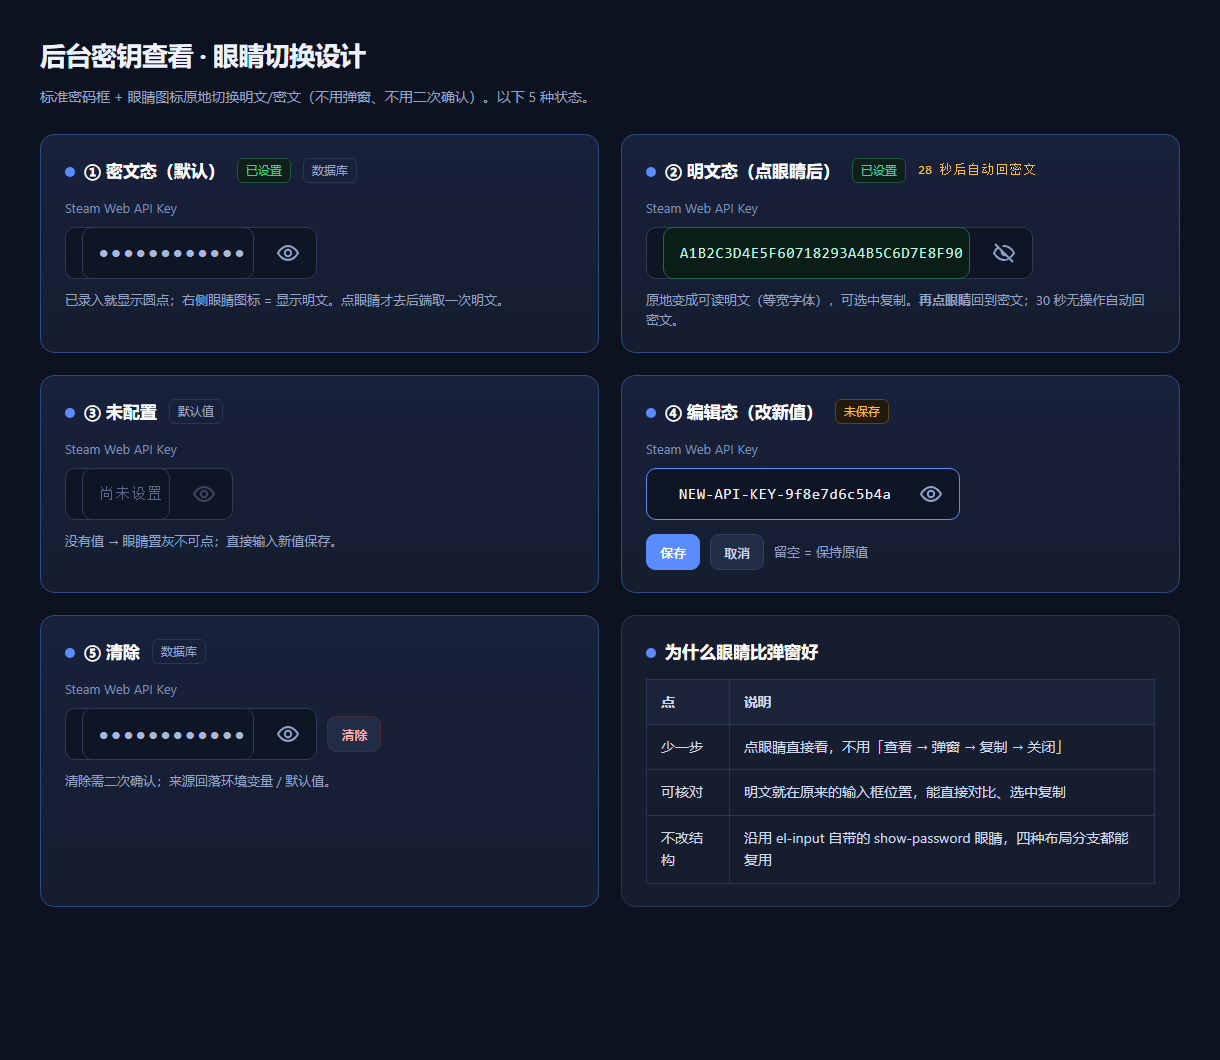 后台密钥查看 · 眼睛切换设计
标准密码框 + 眼睛图标原地切换明文/密文（不用弹窗、不用二次确认）。以下 5 种状态。
① 密文态（默认） 已设置 数据库
Steam Web API Key
●●●●●●●●●●●●
已录入就显示圆点；右侧眼睛图标 = 显示明文。点眼睛才去后端取一次明文。
② 明文态（点眼睛后） 已设置 28 秒后自动回密文
Steam Web API Key
A1B2C3D4E5F60718293A4B5C6D7E8F90
原地变成可读明文（等宽字体），可选中复制。再点眼睛回到密文；30 秒无操作自动回
密文。
③ 未配置 默认值
Steam Web API Key
尚未设置
没有值 → 眼睛置灰不可点；直接输入新值保存。
④ 编辑态（改新值） 未保存
Steam Web API Key
NEW-API-KEY-9f8e7d6c5b4a
保存 取消 留空 = 保持原值
⑤ 清除 数据库
Steam Web API Key
●●●●●●●●●●●● 清除
清除需二次确认；来源回落环境变量 / 默认值。
为什么眼睛比弹窗好
点 说明
少一步 点眼睛直接看，不用「查看 → 弹窗 → 复制 → 关闭」
可核对 明文就在原来的输入框位置，能直接对比、选中复制
不改结
构
沿用 el-input 自带的 show-password 眼睛，四种布局分支都能
复用